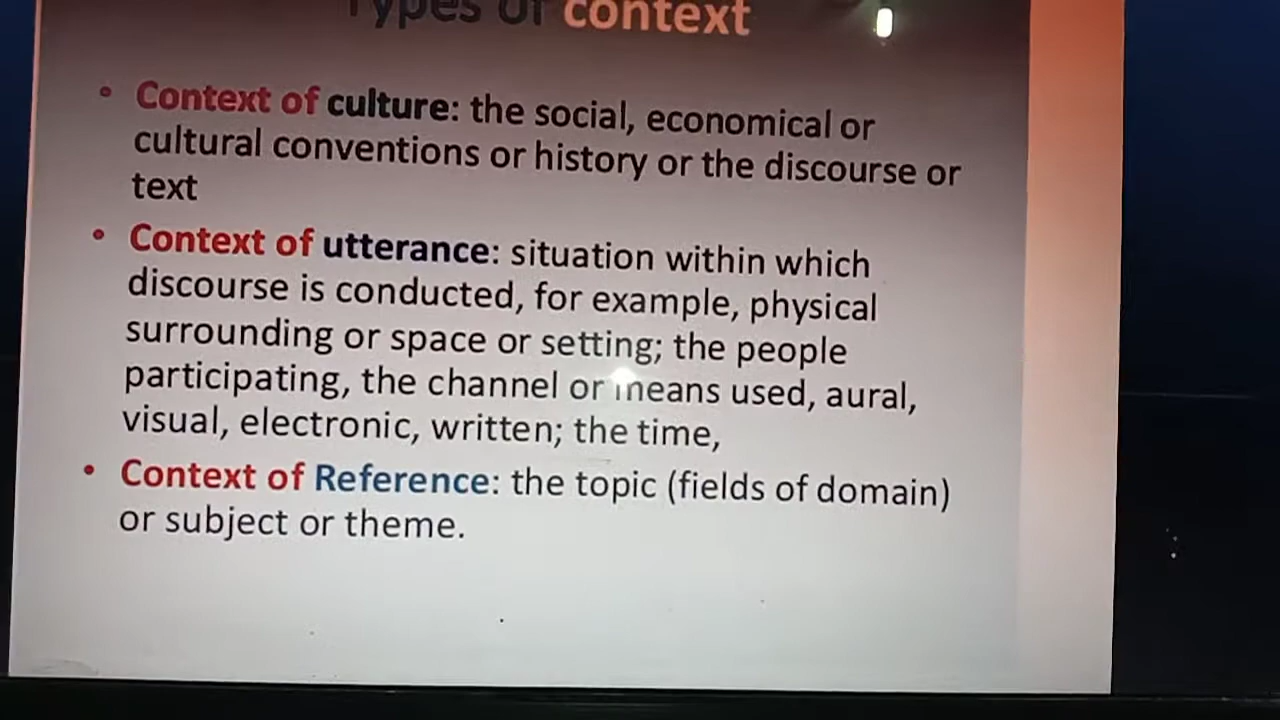 Types of context
• Context of culture: the social, economical or
cultural conventions or history or the discourse or
text
• Context of utterance: situation within which
discourse is conducted, for example, physical
surrounding or space or setting; the people
participating, the channel or means used, aural,
visual, electronic, written; the time,
• Context of Reference: the topic (fields of domain)
or subject or theme.